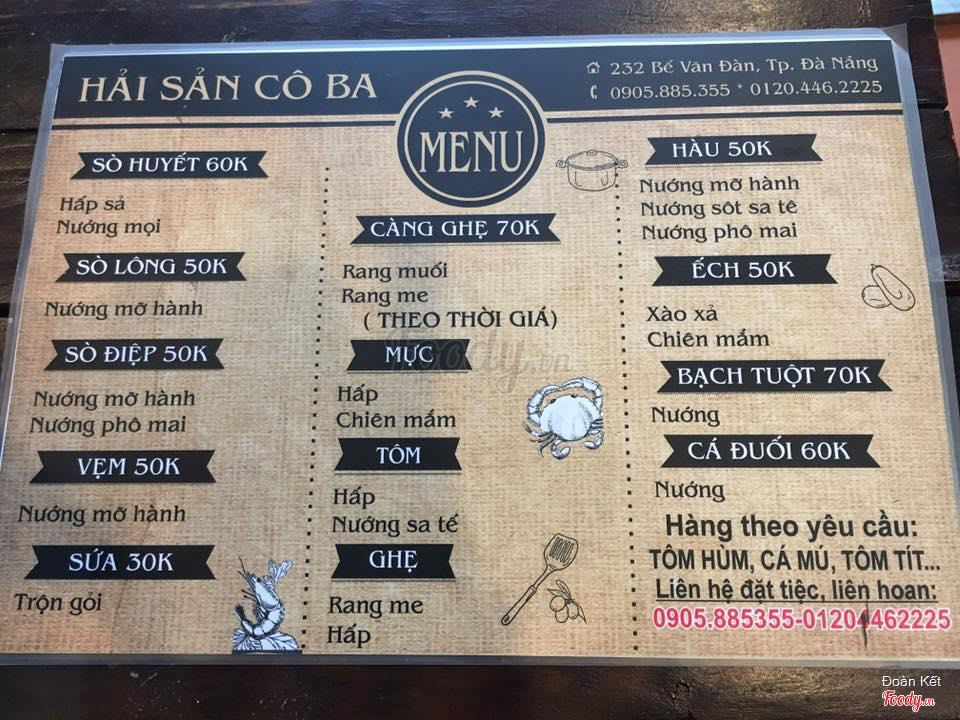 HẢI SẢN CÔ BA
MENU
232 Bế Văn Đàn, Tp. Đà Nẵng
0905.885.355 * 0120.446.2225
SÒ HUYẾT 60K
Hấp sả
Nướng mọi
SÒ LÔNG 50K
Nướng mỡ hành
SÒ ĐIỆP 50K
Nướng mỡ hành
Nướng phô mai
VẸM 50K
Nướng mỡ hành
SỨA 30K
Trộn gỏi
CÀNG GHẸ 70K
Rang muối
Rang me
( THEO THỜI GIÁ)
MỰC
Hấp
Chiên mắm
TÔM
Hấp
Nướng sa tế
GHẸ
Rang me
Hấp
HÀU 50K
Nướng mỡ hành
Nướng sôt sa tê
Nướng phô mai
ẾCH 50K
Xào xả
Chiên mắm
BẠCH TUỘT 70K
Nướng
CÁ ĐUỐI 60K
Nướng
Hàng theo yêu cầu:
TÔM HÙM, CÁ MÚ, TÔM TÍT...
Liên hệ đặt tiệc, liên hoan:
0905.885355-01204462225
Foody.vn
Đoàn Kết
Foody.vn